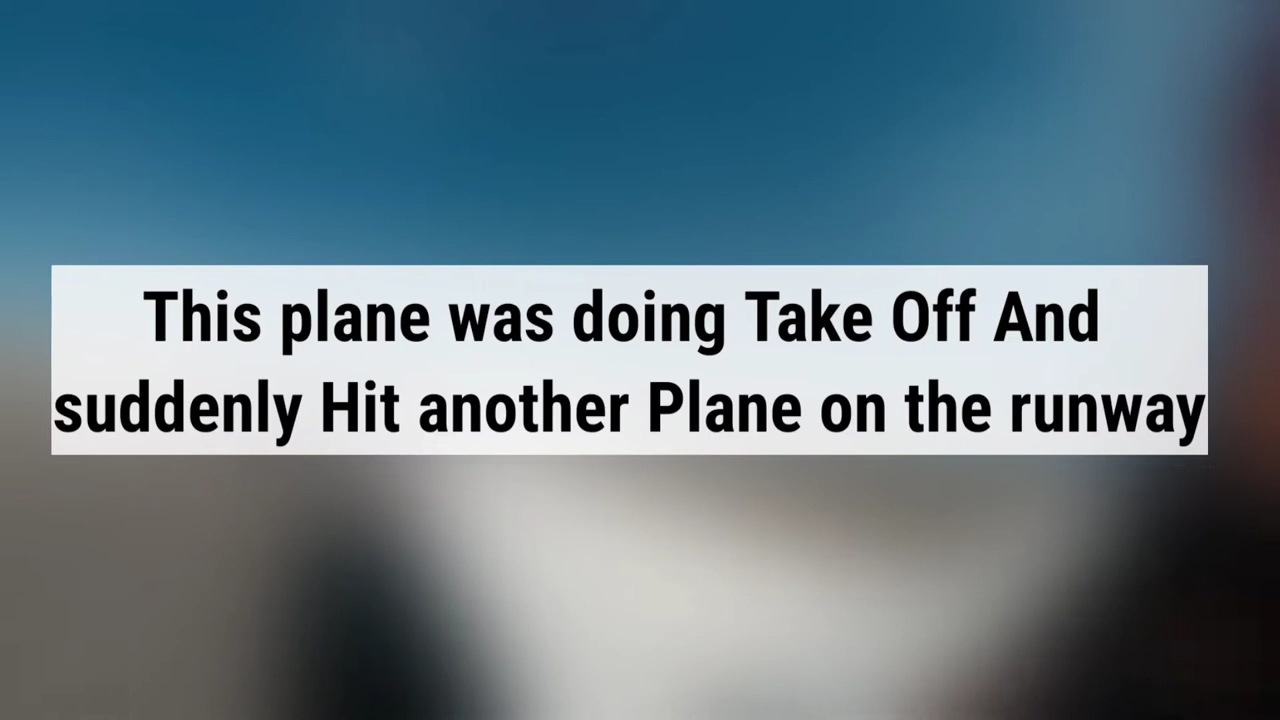 This plane was doing Take Off And
suddenly Hit another Plane on the runway